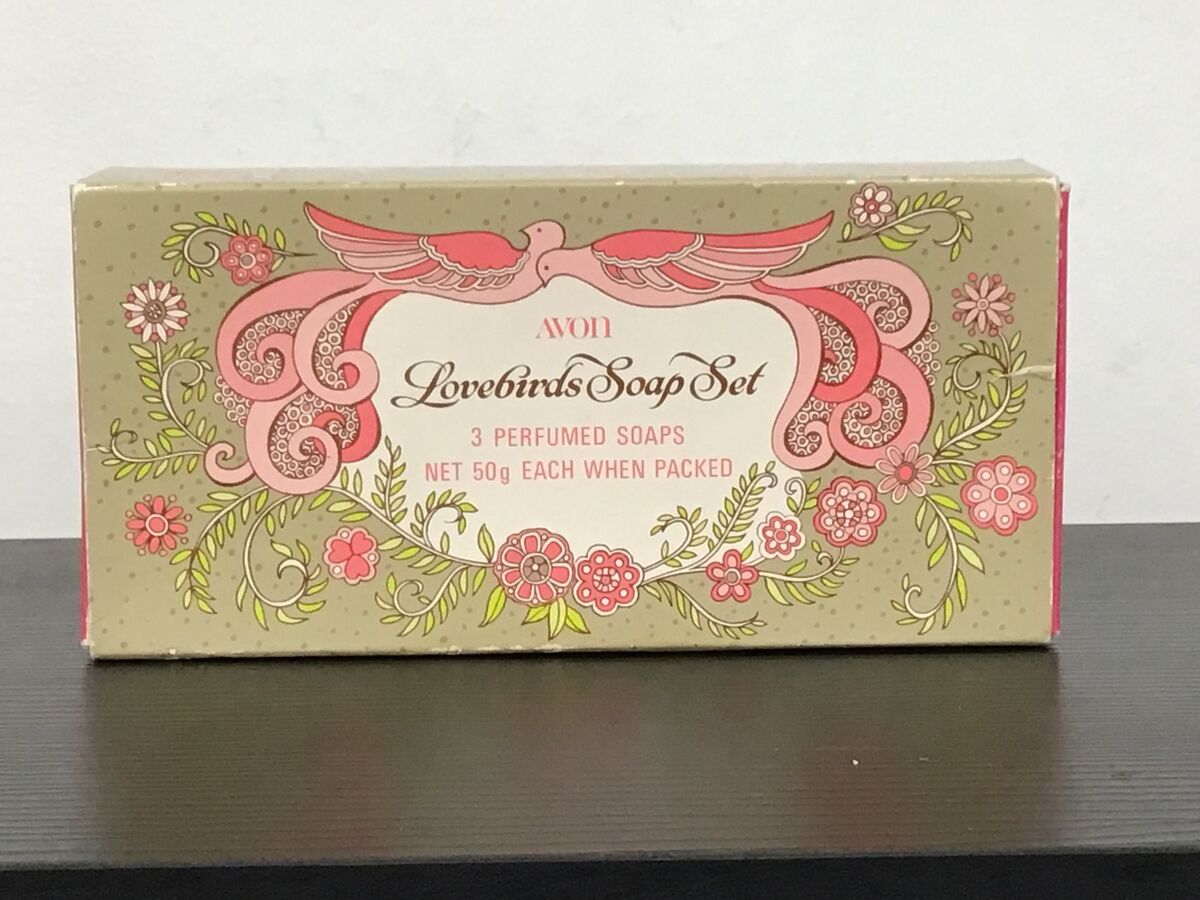 AVON
Lovebirds Soap Set
3 PERFUMED SOAPS
NET 50g EACH WHEN PACKED